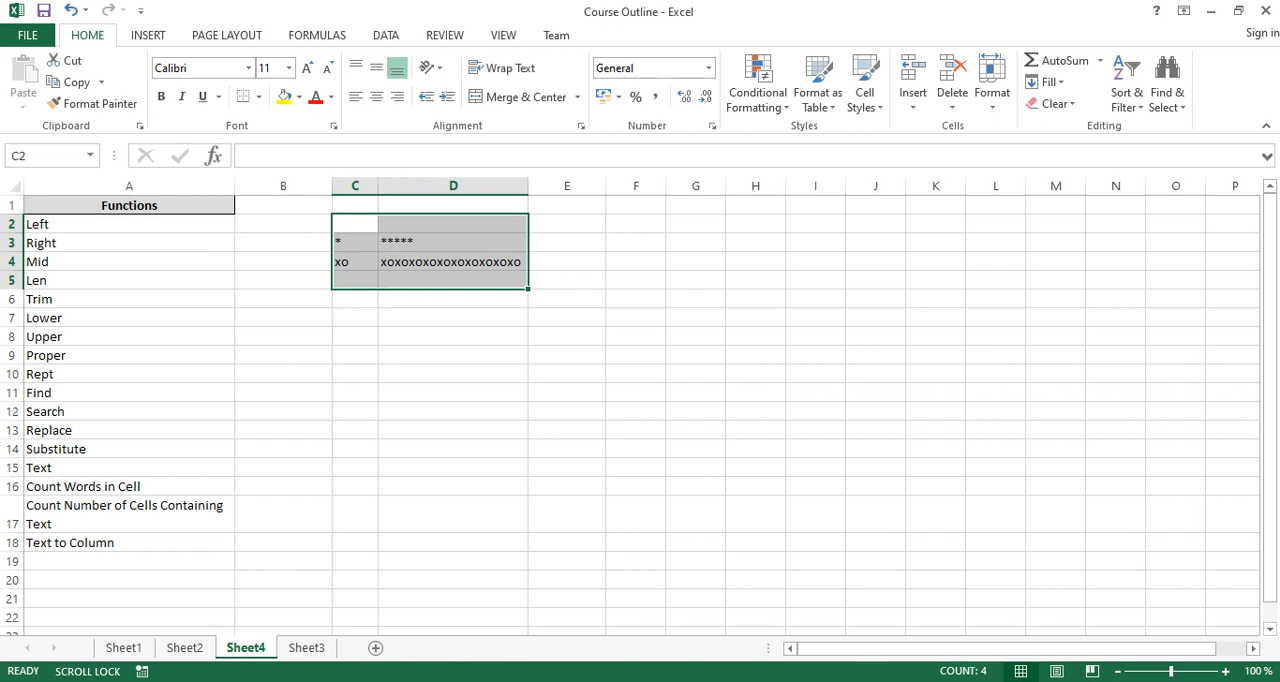 Course Outline - Excel
?
Sign in
FILE HOME INSERT PAGE LAYOUT FORMULAS DATA REVIEW VIEW Team
Paste
Cut
Copy
Format Painter
Clipboard
Calibri 11
B I U A
Font
Wrap Text
Merge & Center
Alignment
General
% ,
Number
Conditional Formatting
Format as Table
Cell Styles
Styles
Insert Delete Format
Cells
AutoSum
Fill
Clear
Sort & Filter
Find & Select
Editing
C2 fx
A B C D E F G H I J K L M N O P
1 Functions
2 Left
3 Right * *****
4 Mid xo xoxoxoxoxoxoxoxoxoxo
5 Len
6 Trim
7 Lower
8 Upper
9 Proper
10 Rept
11 Find
12 Search
13 Replace
14 Substitute
15 Text
16 Count Words in Cell
Count Number of Cells Containing
17 Text
18 Text to Column
19
20
21
22
Sheet1 Sheet2 Sheet4 Sheet3
READY SCROLL LOCK COUNT: 4 100 %